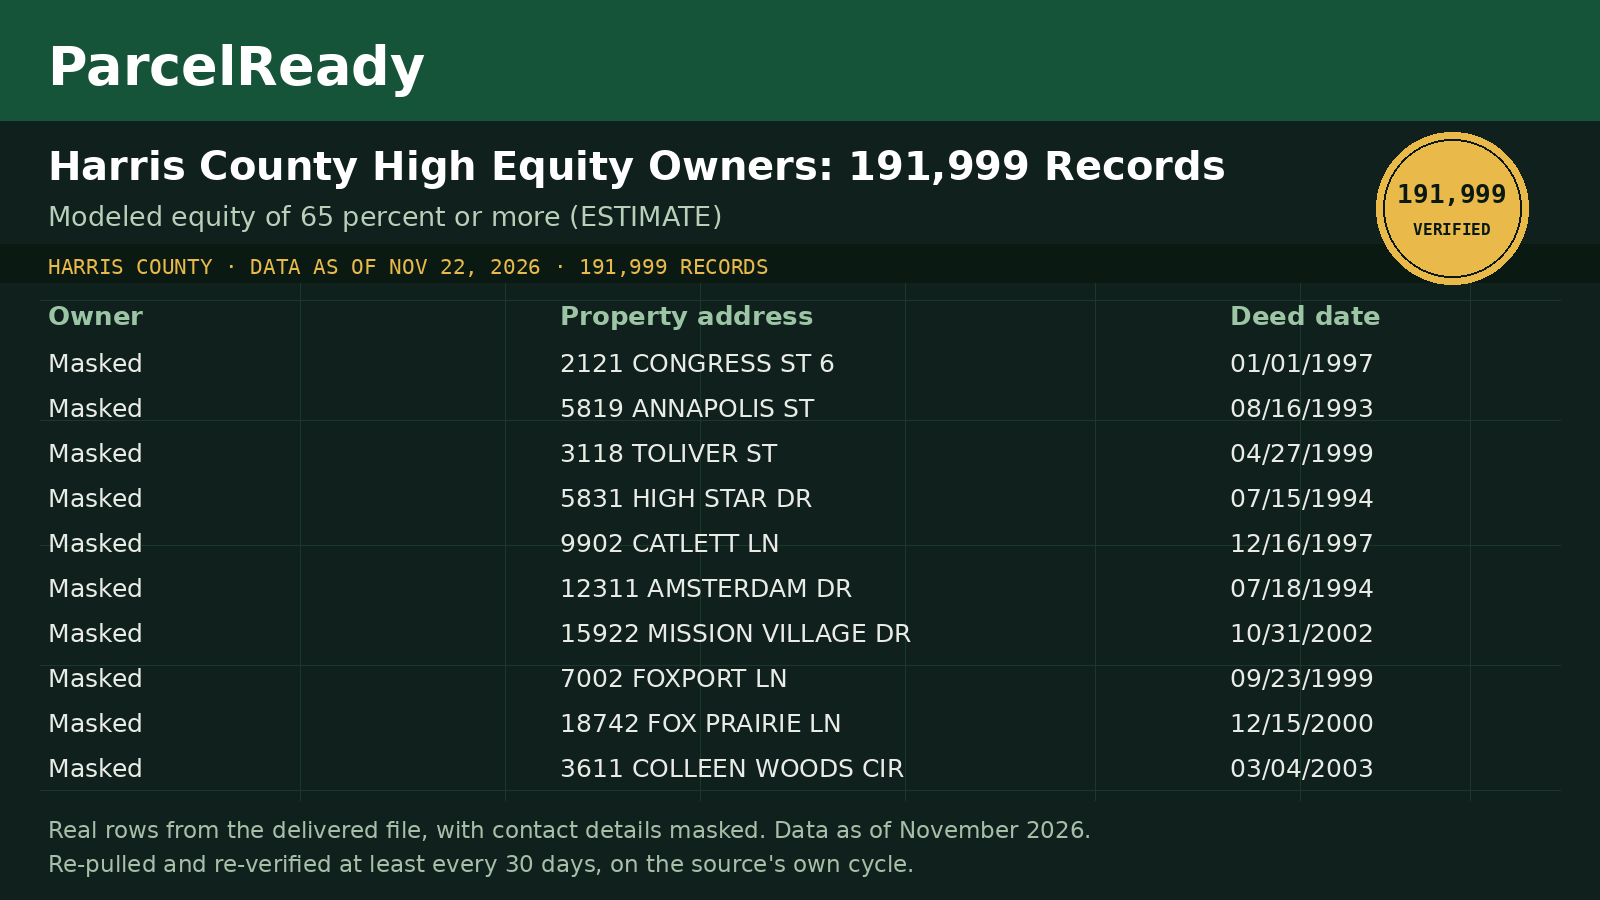 ParcelReady
Harris County High Equity Owners: 191,999 Records
Modeled equity of 65 percent or more (ESTIMATE)
191,999
VERIFIED
HARRIS COUNTY · DATA AS OF NOV 22, 2026 · 191,999 RECORDS
Owner Property address Deed date
Masked 2121 CONGRESS ST 6 01/01/1997
Masked 5819 ANNAPOLIS ST 08/16/1993
Masked 3118 TOLIVER ST 04/27/1999
Masked 5831 HIGH STAR DR 07/15/1994
Masked 9902 CATLETT LN 12/16/1997
Masked 12311 AMSTERDAM DR 07/18/1994
Masked 15922 MISSION VILLAGE DR 10/31/2002
Masked 7002 FOXPORT LN 09/23/1999
Masked 18742 FOX PRAIRIE LN 12/15/2000
Masked 3611 COLLEEN WOODS CIR 03/04/2003
Real rows from the delivered file, with contact details masked. Data as of November 2026.
Re-pulled and re-verified at least every 30 days, on the source's own cycle.